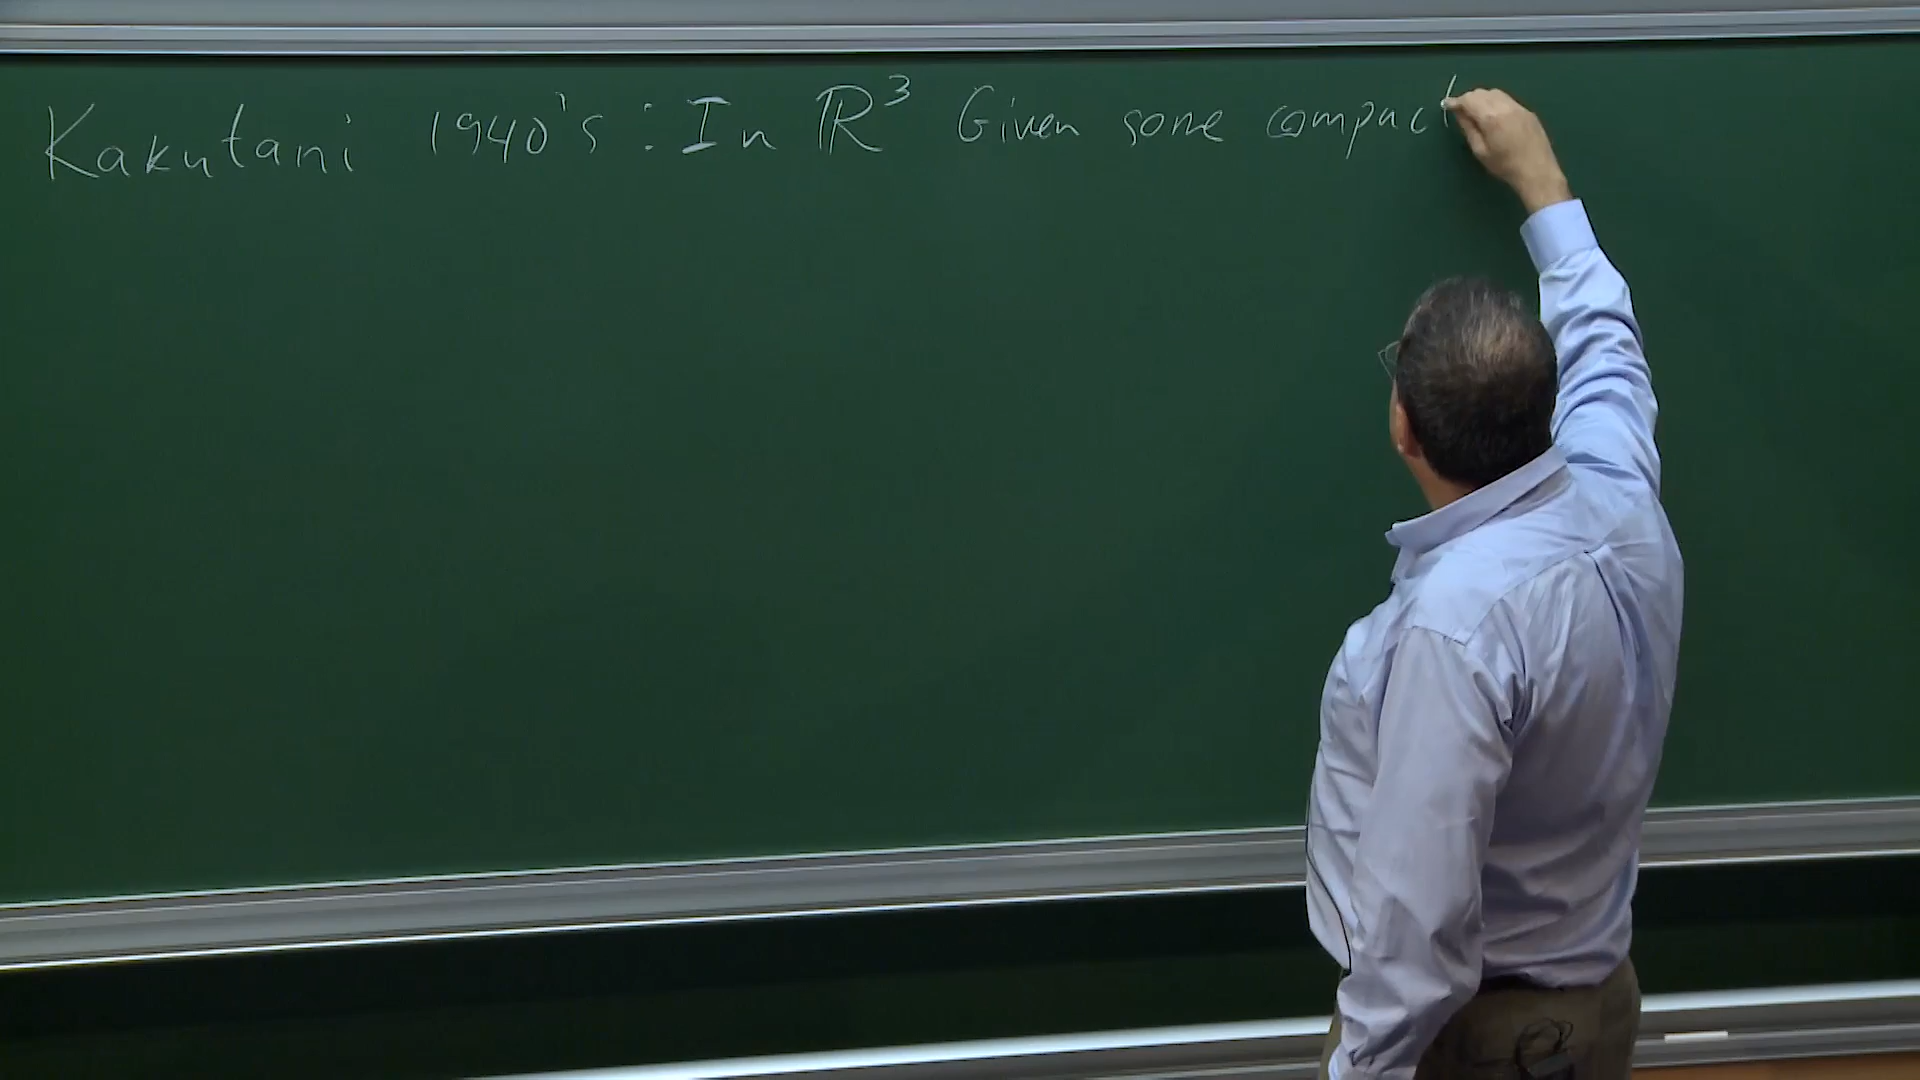 Kakutani 1940's : In ℝ³ Given some compact